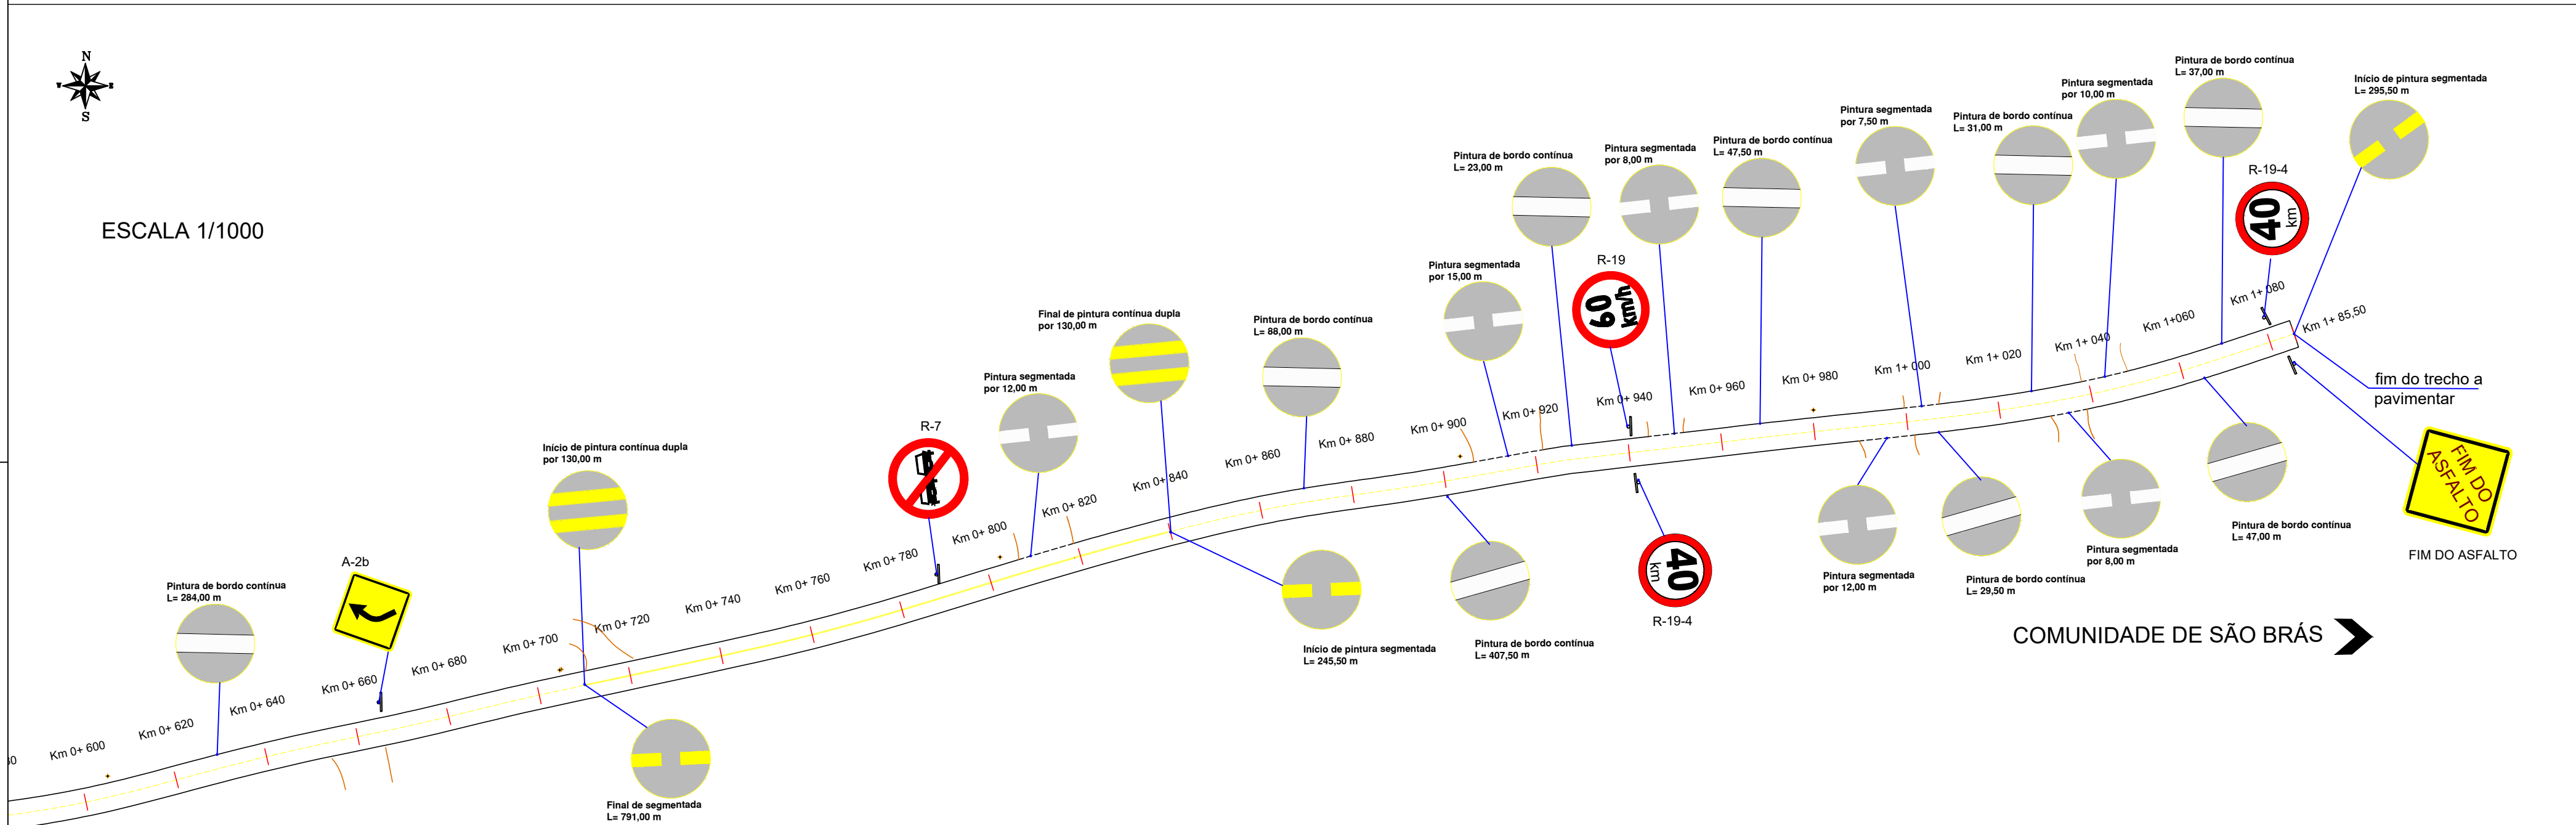 N
S
ESCALA 1/1000
Pintura de bordo contínua
L= 284,00 m
A-2b
Início de pintura contínua dupla
por 130,00 m
R-7
Pintura segmentada
por 12,00 m
Final de pintura contínua dupla
por 130,00 m
Pintura de bordo contínua
L= 88,00 m
Pintura segmentada
por 15,00 m
Pintura de bordo contínua
L= 23,00 m
R-19
60
km/h
Pintura segmentada
por 8,00 m
Pintura de bordo contínua
L= 47,50 m
Pintura segmentada
por 7,50 m
Pintura de bordo contínua
L= 31,00 m
Pintura segmentada
por 10,00 m
Pintura de bordo contínua
L= 37,00 m
R-19-4
40
km
Início de pintura segmentada
L= 295,50 m
Km 0+ 600
Km 0+ 620
Km 0+ 640
Km 0+ 660
Km 0+ 680
Km 0+ 700
Km 0+ 720
Km 0+ 740
Km 0+ 760
Km 0+ 780
Km 0+ 800
Km 0+ 820
Km 0+ 840
Km 0+ 860
Km 0+ 880
Km 0+ 900
Km 0+ 920
Km 0+ 940
Km 0+ 960
Km 0+ 980
Km 1+ 000
Km 1+ 020
Km 1+ 040
Km 1+060
Km 1+ 080
Km 1+ 85,50
fim do trecho a
pavimentar
FIM DO
ASFALTO
FIM DO ASFALTO
Final de segmentada
L= 791,00 m
Início de pintura segmentada
L= 245,50 m
Pintura de bordo contínua
L= 407,50 m
40
km
R-19-4
Pintura segmentada
por 12,00 m
Pintura de bordo contínua
L= 29,50 m
Pintura segmentada
por 8,00 m
Pintura de bordo contínua
L= 47,00 m
COMUNIDADE DE SÃO BRÁS